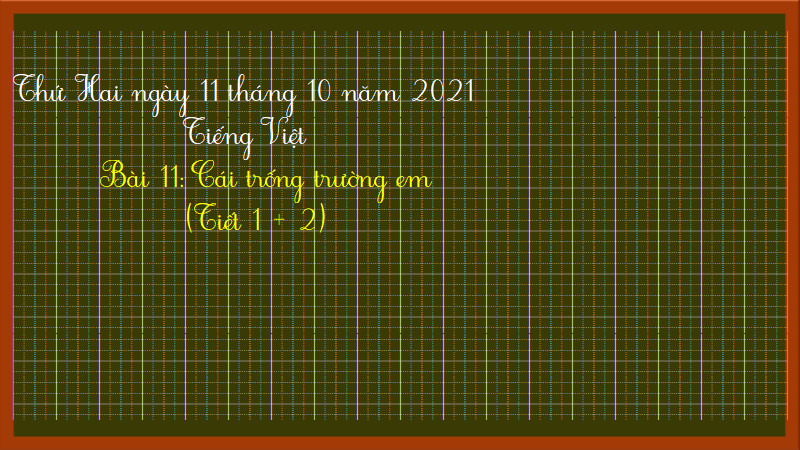 Thứ Hai ngày 11 tháng 10 năm 2021
Tiếng Việt
Bài 11: Cái trống trường em
(Tiết 1 + 2)